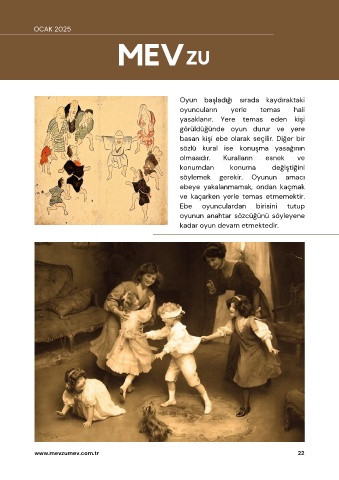 OCAK 2025
MEVZU
Oyun başladığı sırada kaydıraktaki
oyuncuların yerle temas hali
yasaklanır. Yere temas eden kişi
görüldüğünde oyun durur ve yere
basan kişi ebe olarak seçilir. Diğer bir
sözlü kural ise konuşma yasağının
olmasıdır. Kuralların esnek ve
konumdan konuma değiştiğini
söylemek gerekir. Oyunun amacı
ebeye yakalanmamak, ondan kaçmak
ve kaçarken yerle temas etmemektir.
Ebe oyunculardan birisini tutup
oyunun anahtar sözcüğünü söyleyene
kadar oyun devam etmektedir.
www.mevzumev.com.tr
22